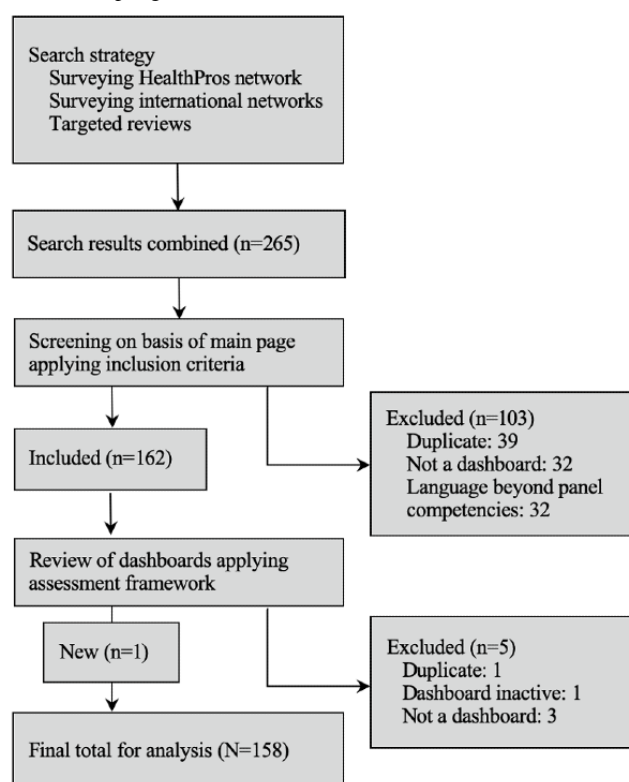 Search strategy
Surveying HealthPros network
Surveying international networks
Targeted reviews
Search results combined (n=265)
Screening on basis of main page
applying inclusion criteria
Excluded (n=103)
Duplicate: 39
Not a dashboard: 32
Language beyond panel
competencies: 32
Included (n=162)
Review of dashboards applying
assessment framework
New (n=1)
Excluded (n=5)
Duplicate: 1
Dashboard inactive: 1
Not a dashboard: 3
Final total for analysis (N=158)